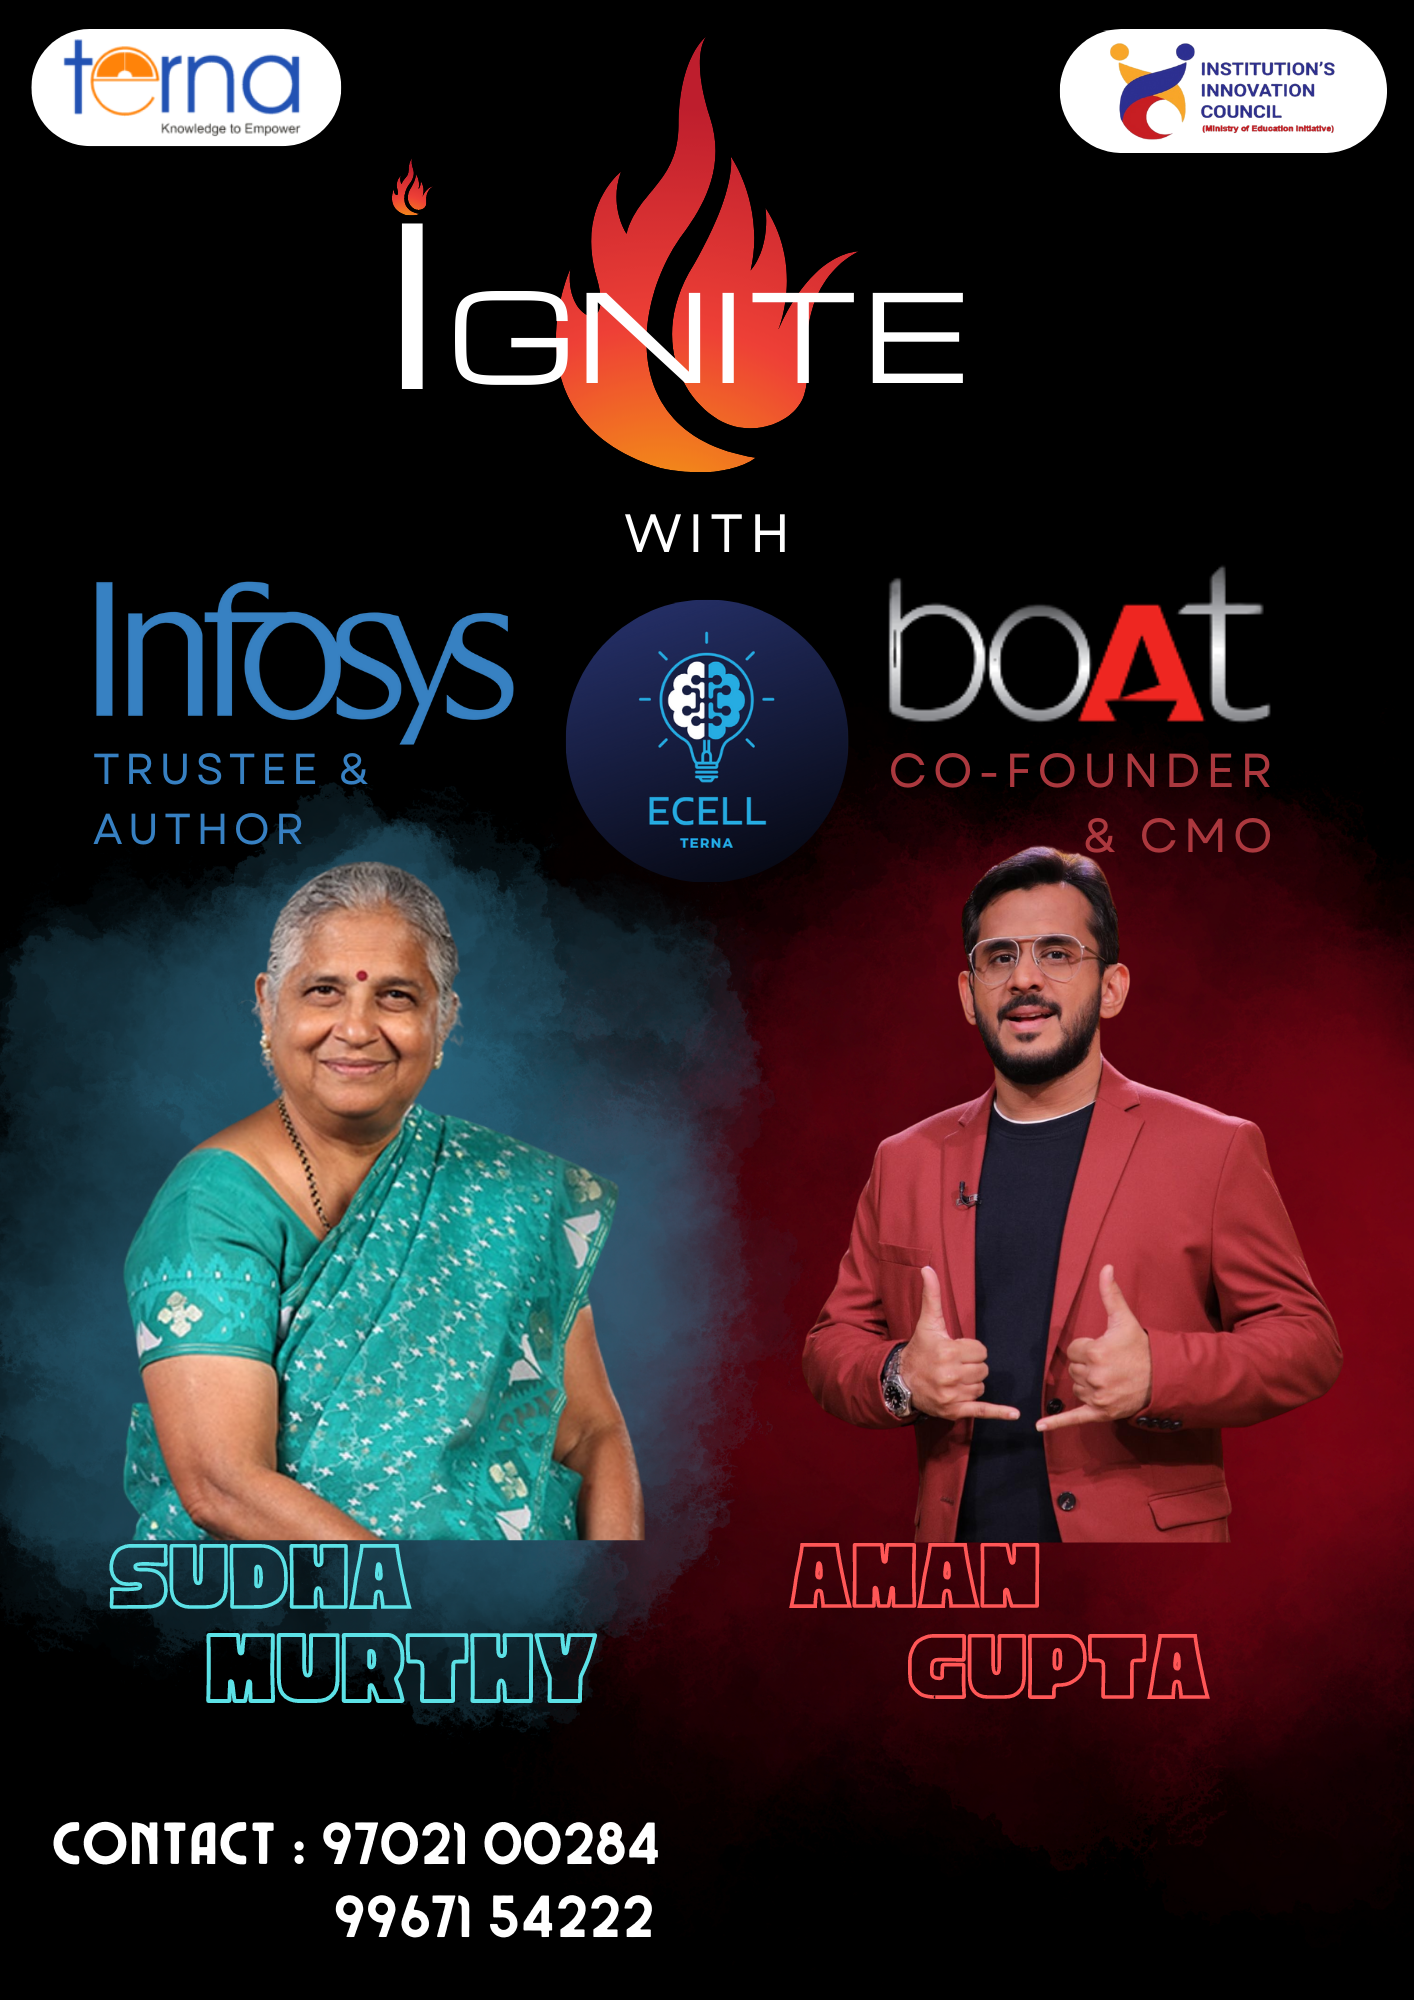 terna
Knowledge to Empower
INSTITUTION'S
INNOVATION
COUNCIL
(Ministry of Education Initiative)
IGNITE
WITH
Infosys
TRUSTEE &
AUTHOR
ECELL
TERNA
boAt
CO-FOUNDER
& CMO
SUDHA
MURTHY
AMAN
GUPTA
CONTACT : 97021 00284
99671 54222